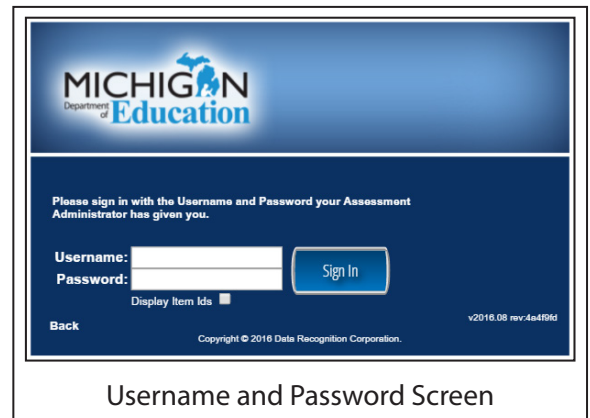 MICHIGAN
Department of Education
Please sign in with the Username and Password your Assessment
Administrator has given you.
Username:
Password:
Sign In
Display Item Ids
Back
v2016.08 rev:4a4f9fd
Copyright © 2016 Data Recognition Corporation.
Username and Password Screen